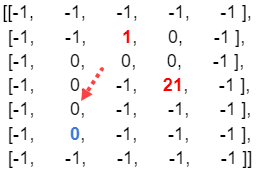 [[-1, -1, -1, -1, -1 ],
[-1, -1, 1, 0, -1 ],
[-1, 0, 0, 0, -1 ],
[-1, 0, -1, 21, -1 ],
[-1, 0, -1, -1, -1 ],
[-1, 0, -1, -1, -1 ],
[-1, -1, -1, -1, -1 ]]